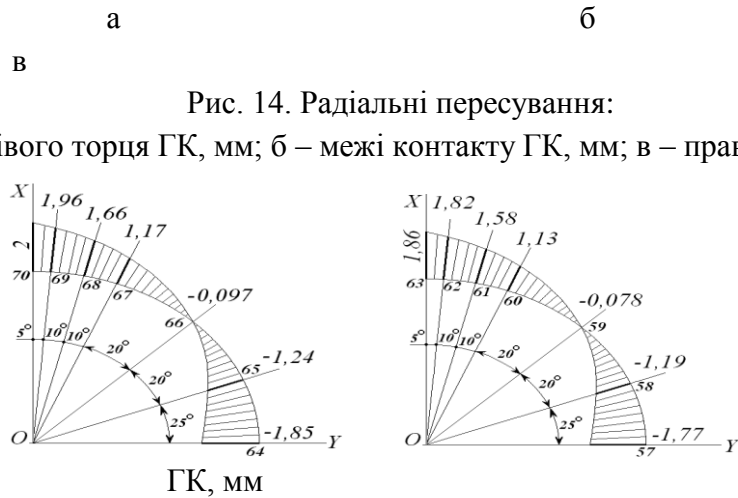 а б
в
Рис. 14. Радіальні пересування:
івого торця ГК, мм; б – межі контакту ГК, мм; в – прав
X 1,96 1,66 1,17 2 70 69 68 67 -0,097 66 5° 10° 10° 20° 20° 25° 65 -1,24 -1,85 64 O Y
X 1,82 1,58 1,13 1,86 63 62 61 60 -0,078 59 5° 10° 10° 20° 20° 25° 58 -1,19 -1,77 57 O Y
ГК, мм